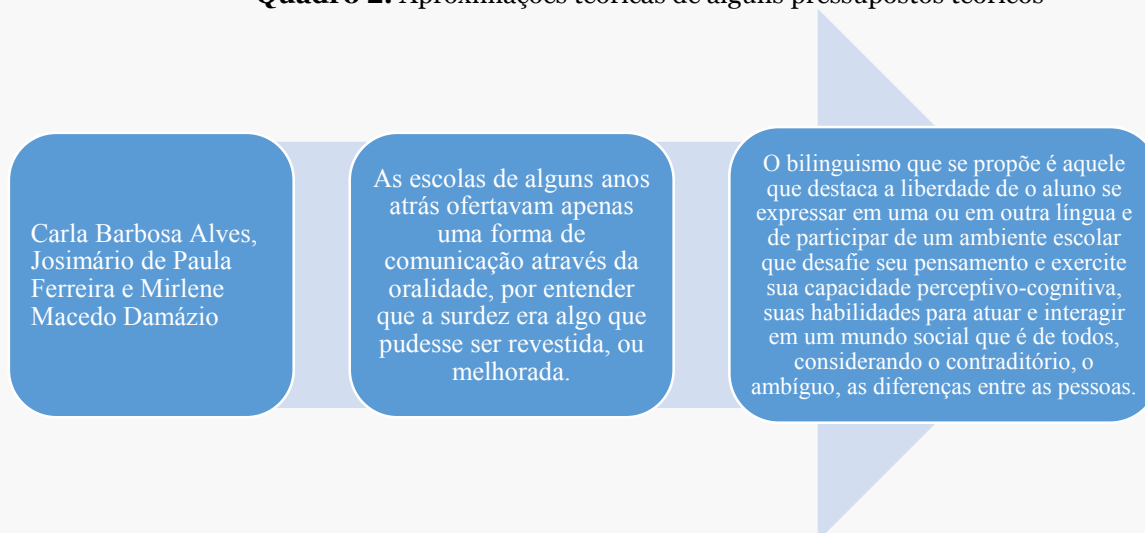 Quadro 2. Aproximações teóricas de alguns pressupostos teóricos
Carla Barbosa Alves,
Josimário de Paula
Ferreira e Mirlene
Macedo Damázio
As escolas de alguns anos
atrás ofertavam apenas
uma forma de
comunicação através da
oralidade, por entender
que a surdez era algo que
pudesse ser revestida, ou
melhorada.
O bilinguismo que se propõe é aquele
que destaca a liberdade de o aluno se
expressar em uma ou em outra língua e
de participar de um ambiente escolar
que desafie seu pensamento e exercite
sua capacidade perceptivo-cognitiva,
suas habilidades para atuar e interagir
em um mundo social que é de todos,
considerando o contraditório, o
ambíguo, as diferenças entre as pessoas.